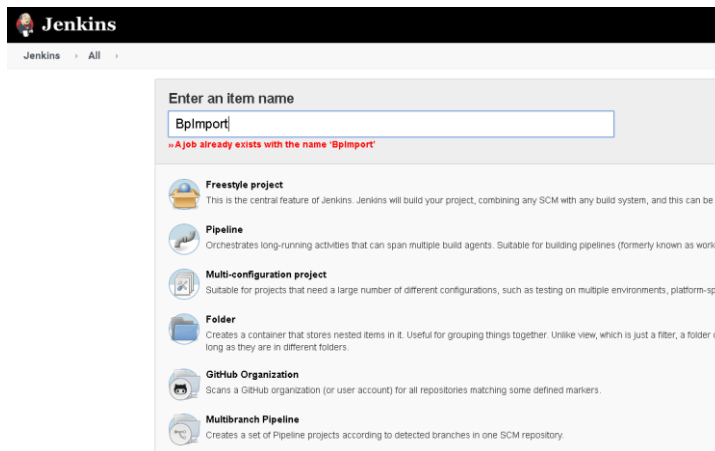 Jenkins
Jenkins › All ›
Enter an item name
BpImport
» A job already exists with the name ‘BpImport’
Freestyle project
This is the central feature of Jenkins. Jenkins will build your project, combining any SCM with any build system, and this can be
Pipeline
Orchestrates long-running activities that can span multiple build agents. Suitable for building pipelines (formerly known as work
Multi-configuration project
Suitable for projects that need a large number of different configurations, such as testing on multiple environments, platform-sp
Folder
Creates a container that stores nested items in it. Useful for grouping things together. Unlike view, which is just a filter, a folder
long as they are in different folders.
GitHub Organization
Scans a GitHub organization (or user account) for all repositories matching some defined markers.
Multibranch Pipeline
Creates a set of Pipeline projects according to detected branches in one SCM repository.